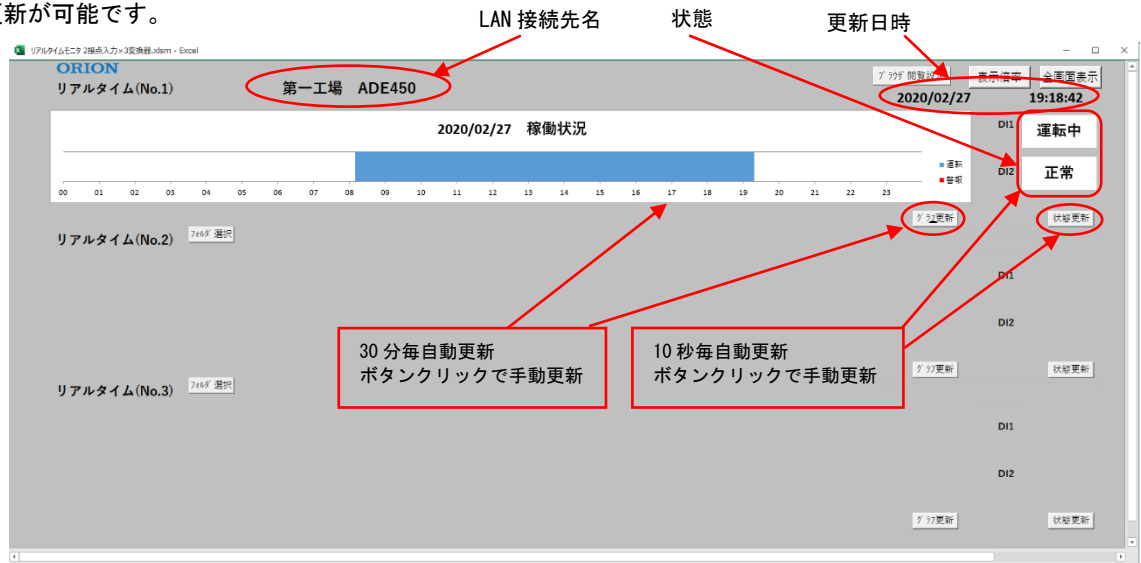 更新が可能です。
LAN 接続先名 状態 更新日時
リアルタイムモニタ 2接点入力×3変換器.xlsm - Excel
ORION
リアルタイム(No.1)
第一工場 ADE450
表示倍率 全画面表示
2020/02/27 19:18:42
2020/02/27 稼働状況
DI1 運転中
運転
警報
DI2 正常
00 01 02 03 04 05 06 07 08 09 10 11 12 13 14 15 16 17 18 19 20 21 22 23
グラフ更新 状態更新
リアルタイム(No.2) フォルダ選択
DI1
DI2
30 分毎自動更新
ボタンクリックで手動更新
10 秒毎自動更新
ボタンクリックで手動更新
グラフ更新 状態更新
リアルタイム(No.3) フォルダ選択
DI1
DI2
グラフ更新 状態更新